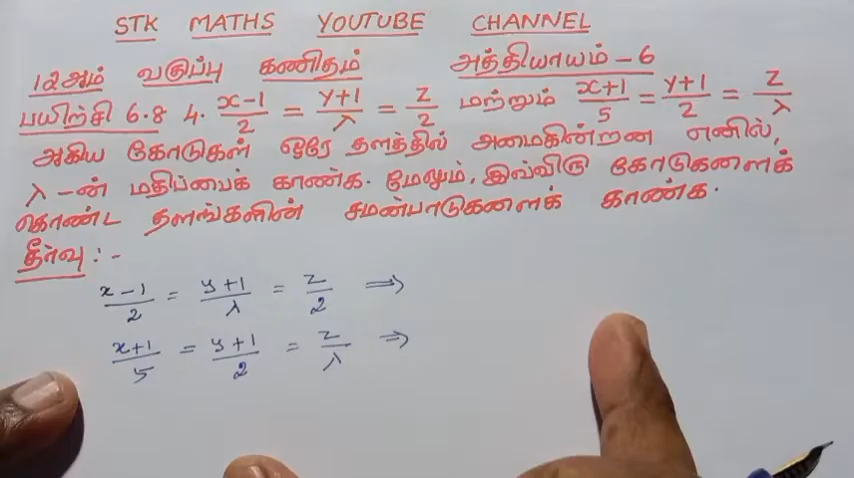 STK MATHS YOUTUBE CHANNEL
12ஆம் வகுப்பு கணிதம் அத்தியாயம் - 6
பயிற்சி 6.8 4. x-1/2 = y+1/λ = z/2 மற்றும் x+1/5 = y+1/2 = z/λ
ஆகிய கோடுகள் ஒரே தளத்தில் அமைகின்றன எனில்,
λ-ன் மதிப்பைக் காண்க. மேலும், இவ்விரு கோடுகளைக்
கொண்ட தளங்களின் சமன்பாடுகளைக் காண்க.
தீர்வு :-
x-1/2 = y+1/λ = z/2 ⇒
x+1/5 = y+1/2 = z/λ ⇒